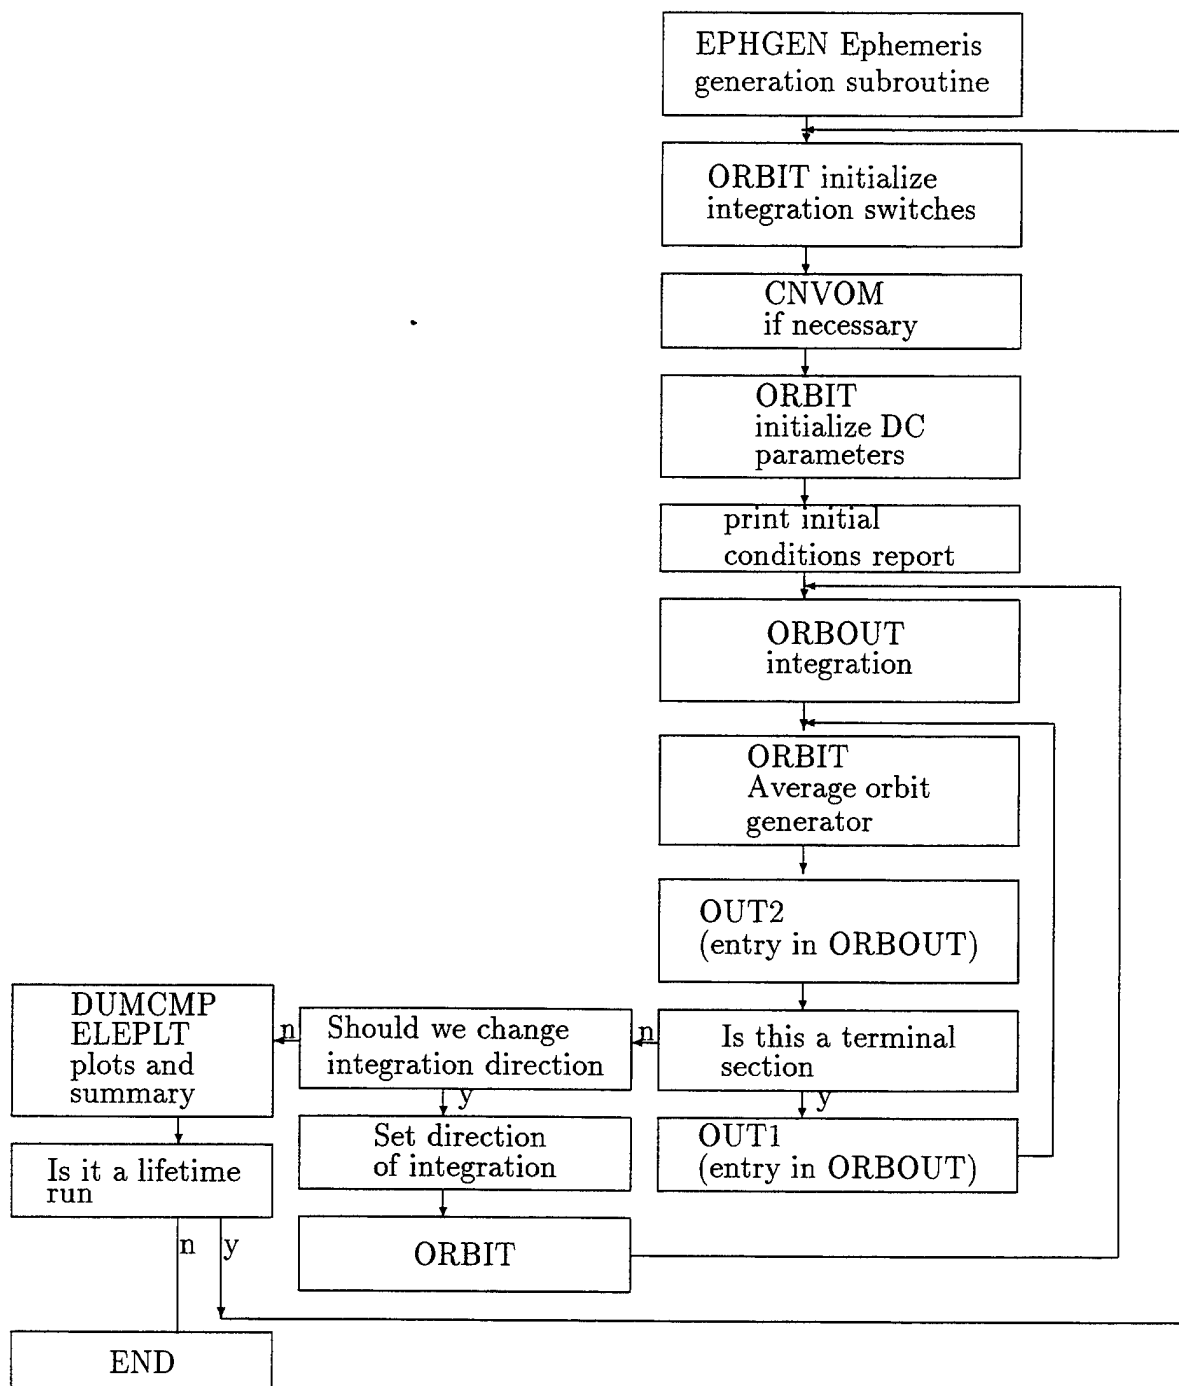 EPHGEN Ephemeris
generation subroutine
ORBIT initialize
integration switches
CNVOM
if necessary
ORBIT
initialize DC
parameters
print initial
conditions report
ORBOUT
integration
ORBIT
Average orbit
generator
OUT2
(entry in ORBOUT)
Is this a terminal
section
n
y
OUT1
(entry in ORBOUT)
Should we change
integration direction
n
y
Set direction
of integration
ORBIT
DUMCMP
ELEPLT
plots and
summary
Is it a lifetime
run
n
y
END